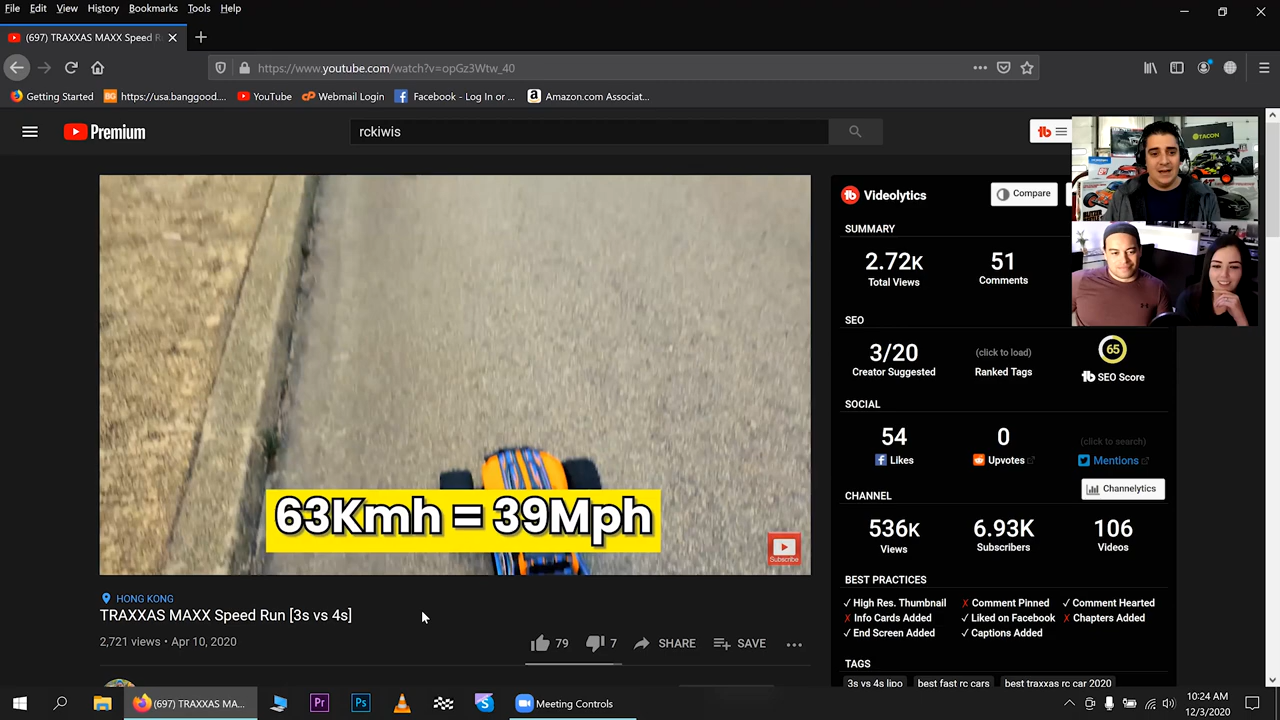 File Edit View History Bookmarks Tools Help
(697) TRAXXAS MAXX Speed R
https://www.youtube.com/watch?v=opGz3Wtw_40
Getting Started https://usa.banggood.... YouTube Webmail Login Facebook - Log In or ... Amazon.com Associat...
Premium
rckiwis
tb
TACON
Videolytics
Compare
SUMMARY
2.72K 51
Total Views Comments
SEO
3/20 (click to load) 65
Creator Suggested Ranked Tags tb SEO Score
SOCIAL
54 0 (click to search)
Likes Upvotes Mentions
CHANNEL Channelytics
536K 6.93K 106
Views Subscribers Videos
BEST PRACTICES
✓ High Res. Thumbnail ✗ Comment Pinned ✓ Comment Hearted
✗ Info Cards Added ✓ Liked on Facebook ✗ Chapters Added
✓ End Screen Added ✓ Captions Added
TAGS
3s vs 4s lipo best fast rc cars best traxxas rc car 2020
63Kmh = 39Mph
Subscribe
HONG KONG
TRAXXAS MAXX Speed Run [3s vs 4s]
2,721 views • Apr 10, 2020
79 7 SHARE SAVE ...
(697) TRAXXAS MA... Pr Ps Meeting Controls
10:24 AM
12/3/2020